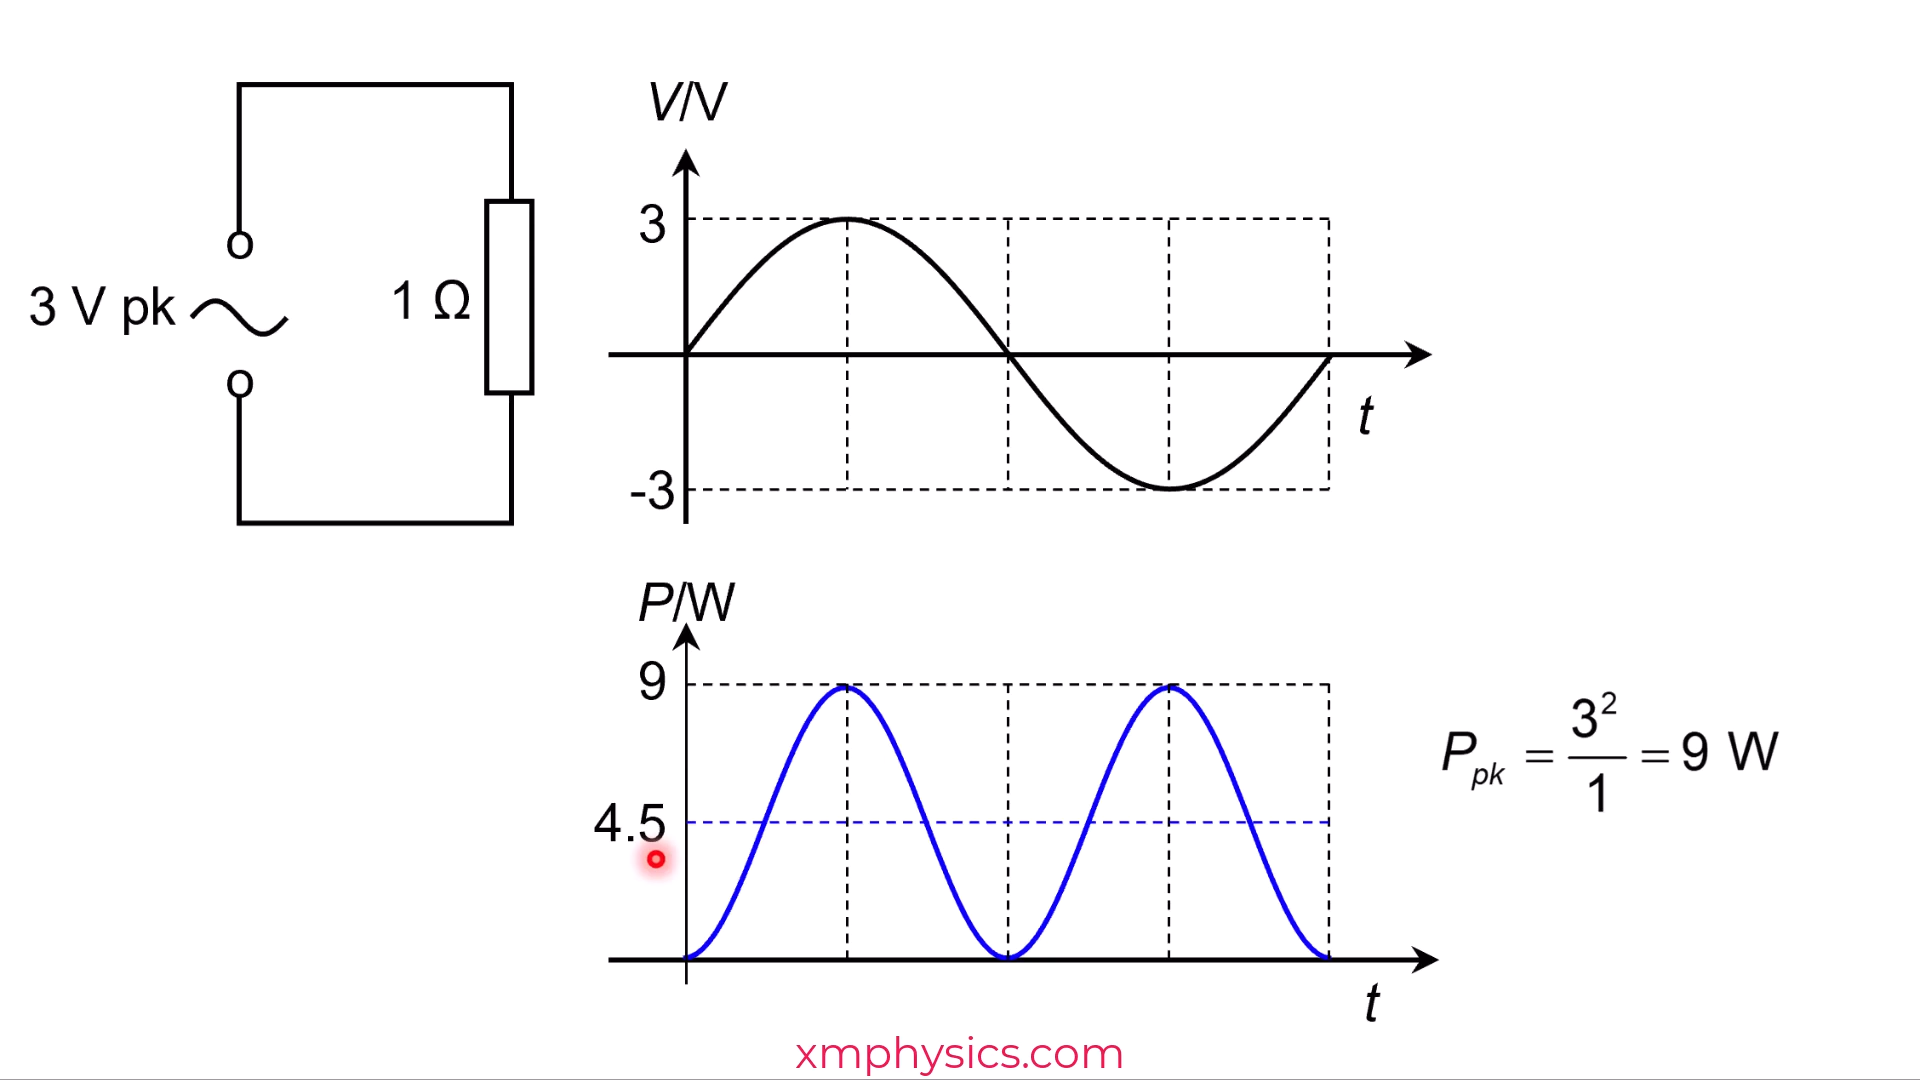 3 V pk
1 Ω
V/V
3
-3
t
P/W
9
4.5
t
P_pk = 3²/1 = 9 W
xmphysics.com